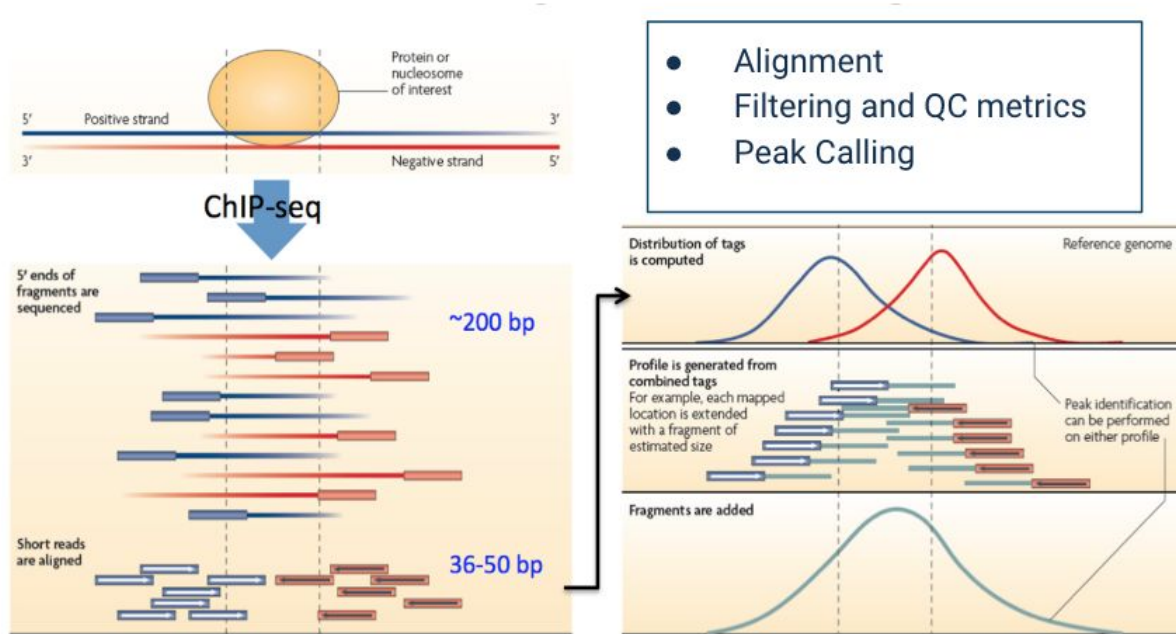 Protein or
nucleosome
of interest
5′ Positive strand 3′
3′ Negative strand 5′
ChIP-seq
5′ ends of
fragments are
sequenced
~200 bp
Short reads
are aligned
36-50 bp
● Alignment
● Filtering and QC metrics
● Peak Calling
Distribution of tags
is computed
Reference genome
Profile is generated from
combined tags
For example, each mapped
location is extended
with a fragment of
estimated size
Peak identification
can be performed
on either profile
Fragments are added